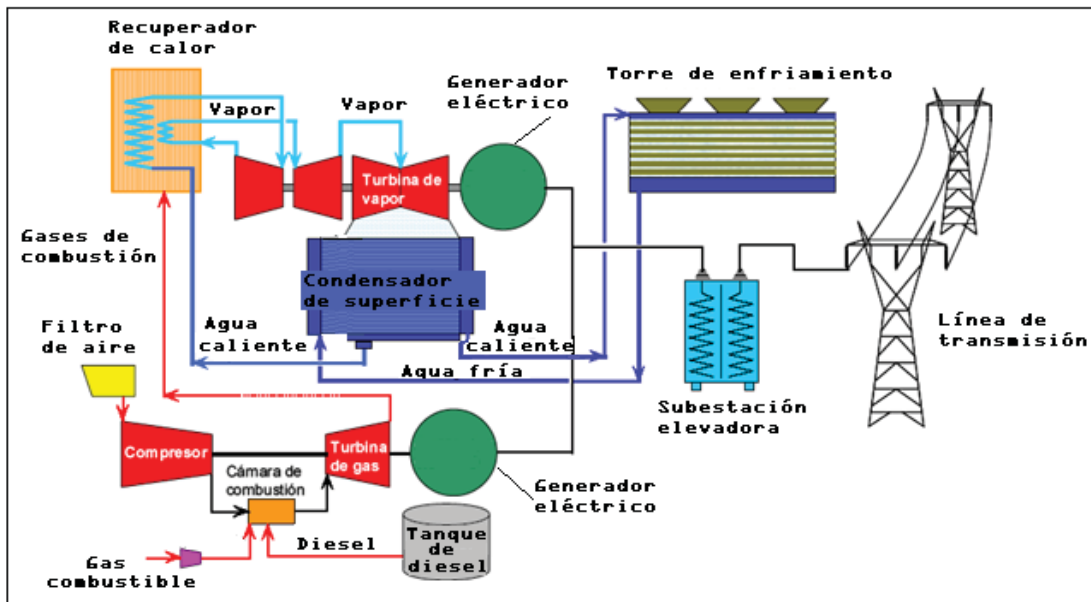 Recuperador
de calor
Vapor
Vapor
Generador
eléctrico
Torre de enfriamiento
Turbina de
vapor
Gases de
combustión
Condensador
de superficie
Filtro
de aire
Agua
caliente
Agua
caliente
Aqua fría
Línea de
transmisión
Subestación
elevadora
Compresor
Turbina
de gas
Cámara de
combustión
Generador
eléctrico
Diesel
Tanque
de
diesel
Gas
combustible